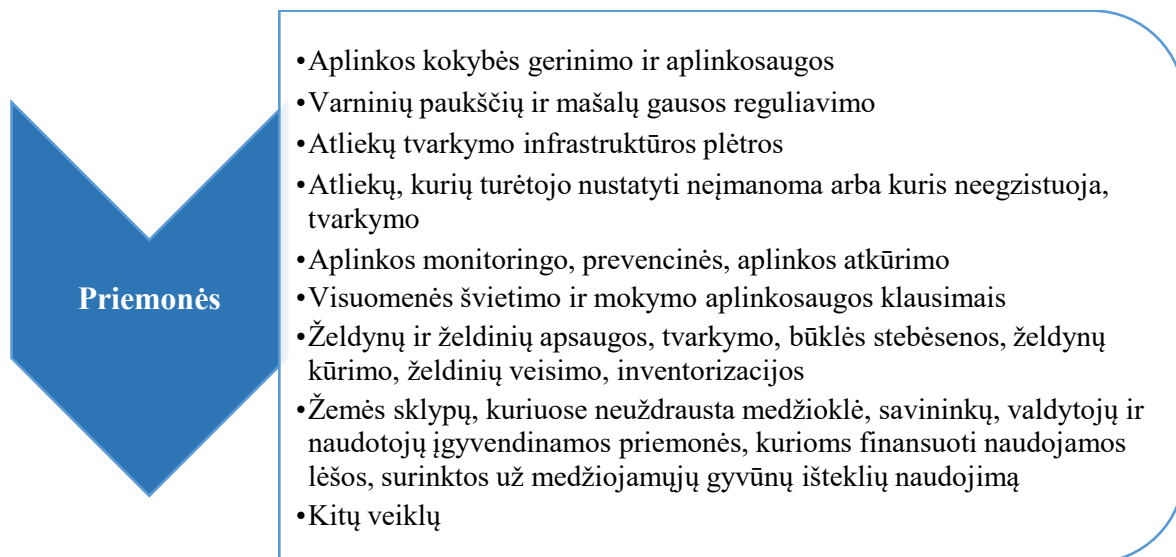 Priemonės
•Aplinkos kokybės gerinimo ir aplinkosaugos
•Varninių paukščių ir mašalų gausos reguliavimo
•Atliekų tvarkymo infrastruktūros plėtros
•Atliekų, kurių turėtojo nustatyti neįmanoma arba kuris neegzistuoja,
tvarkymo
•Aplinkos monitoringo, prevencinės, aplinkos atkūrimo
•Visuomenės švietimo ir mokymo aplinkosaugos klausimais
•Želdynų ir želdinių apsaugos, tvarkymo, būklės stebėsenos, želdynų
kūrimo, želdinių veisimo, inventorizacijos
•Žemės sklypų, kuriuose neuždrausta medžioklė, savininkų, valdytojų ir
naudotojų įgyvendinamos priemonės, kurioms finansuoti naudojamos
lėšos, surinktos už medžiojamųjų gyvūnų išteklių naudojimą
•Kitų veiklų